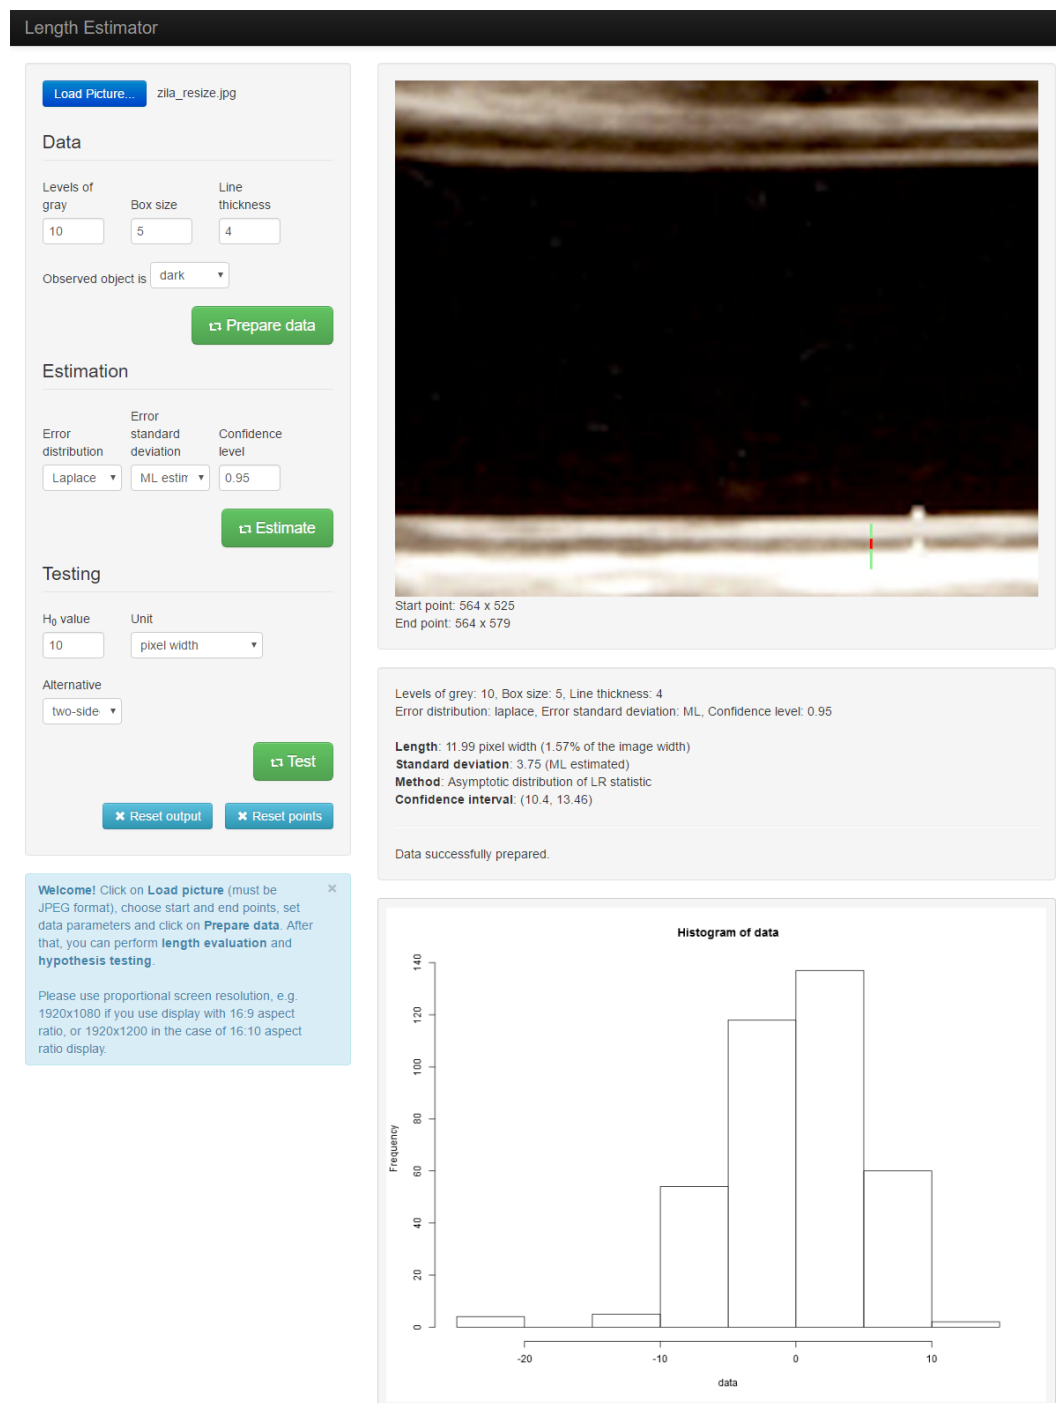 Length Estimator
Load Picture...
zila_resize.jpg
Data
Levels of gray
Box size
Line thickness
10
5
4
Observed object is dark
Prepare data
Estimation
Error distribution
Error standard deviation
Confidence level
Laplace
ML estim
0.95
Estimate
Testing
H0 value
Unit
10
pixel width
Alternative
two-side
Test
Reset output
Reset points
Welcome! Click on Load picture (must be
JPEG format), choose start and end points, set
data parameters and click on Prepare data. After
that, you can perform length evaluation and
hypothesis testing.
Please use proportional screen resolution, e.g.
1920x1080 if you use display with 16:9 aspect
ratio, or 1920x1200 in the case of 16:10 aspect
ratio display.
×
Start point: 564 x 525
End point: 564 x 579
Levels of grey: 10, Box size: 5, Line thickness: 4
Error distribution: laplace, Error standard deviation: ML, Confidence level: 0.95
Length: 11.99 pixel width (1.57% of the image width)
Standard deviation: 3.75 (ML estimated)
Method: Asymptotic distribution of LR statistic
Confidence interval: (10.4, 13.46)
Data successfully prepared.
Histogram of data
Frequency
140
120
100
80
60
40
20
0
-20
-10
0
10
data